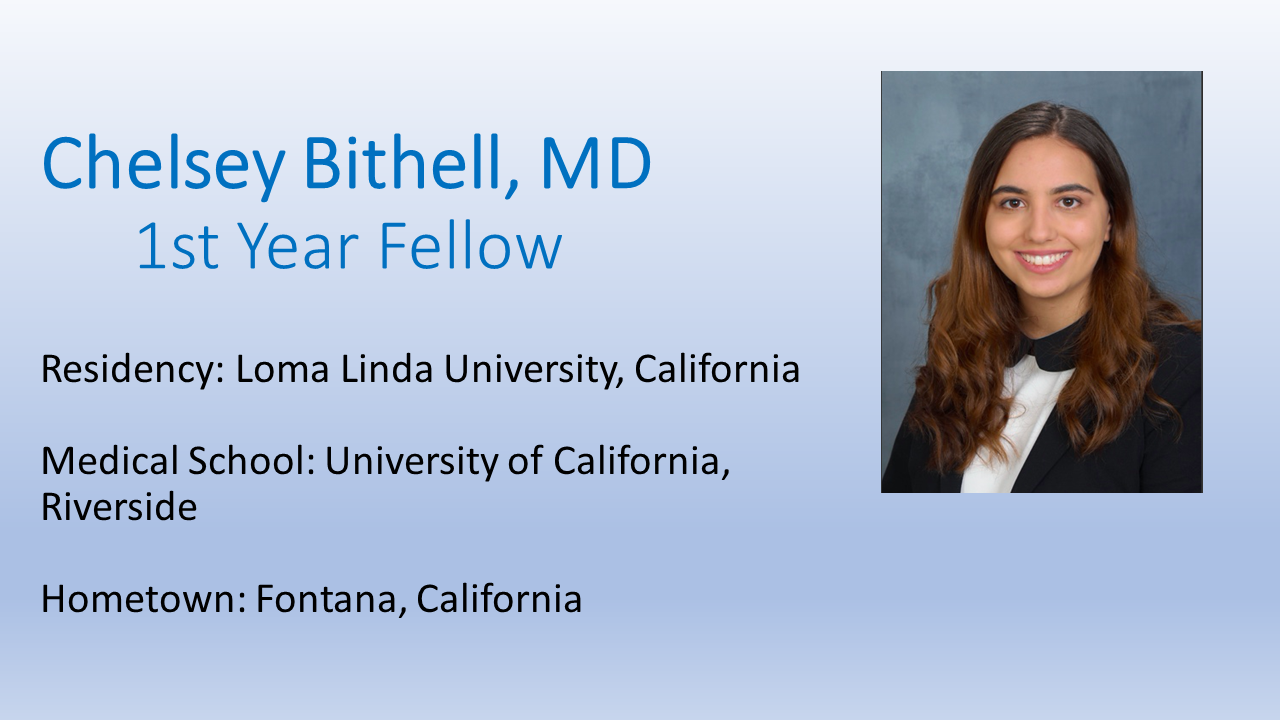 Chelsey Bithell, MD
1st Year Fellow
Residency: Loma Linda University, California
Medical School: University of California,
Riverside
Hometown: Fontana, California